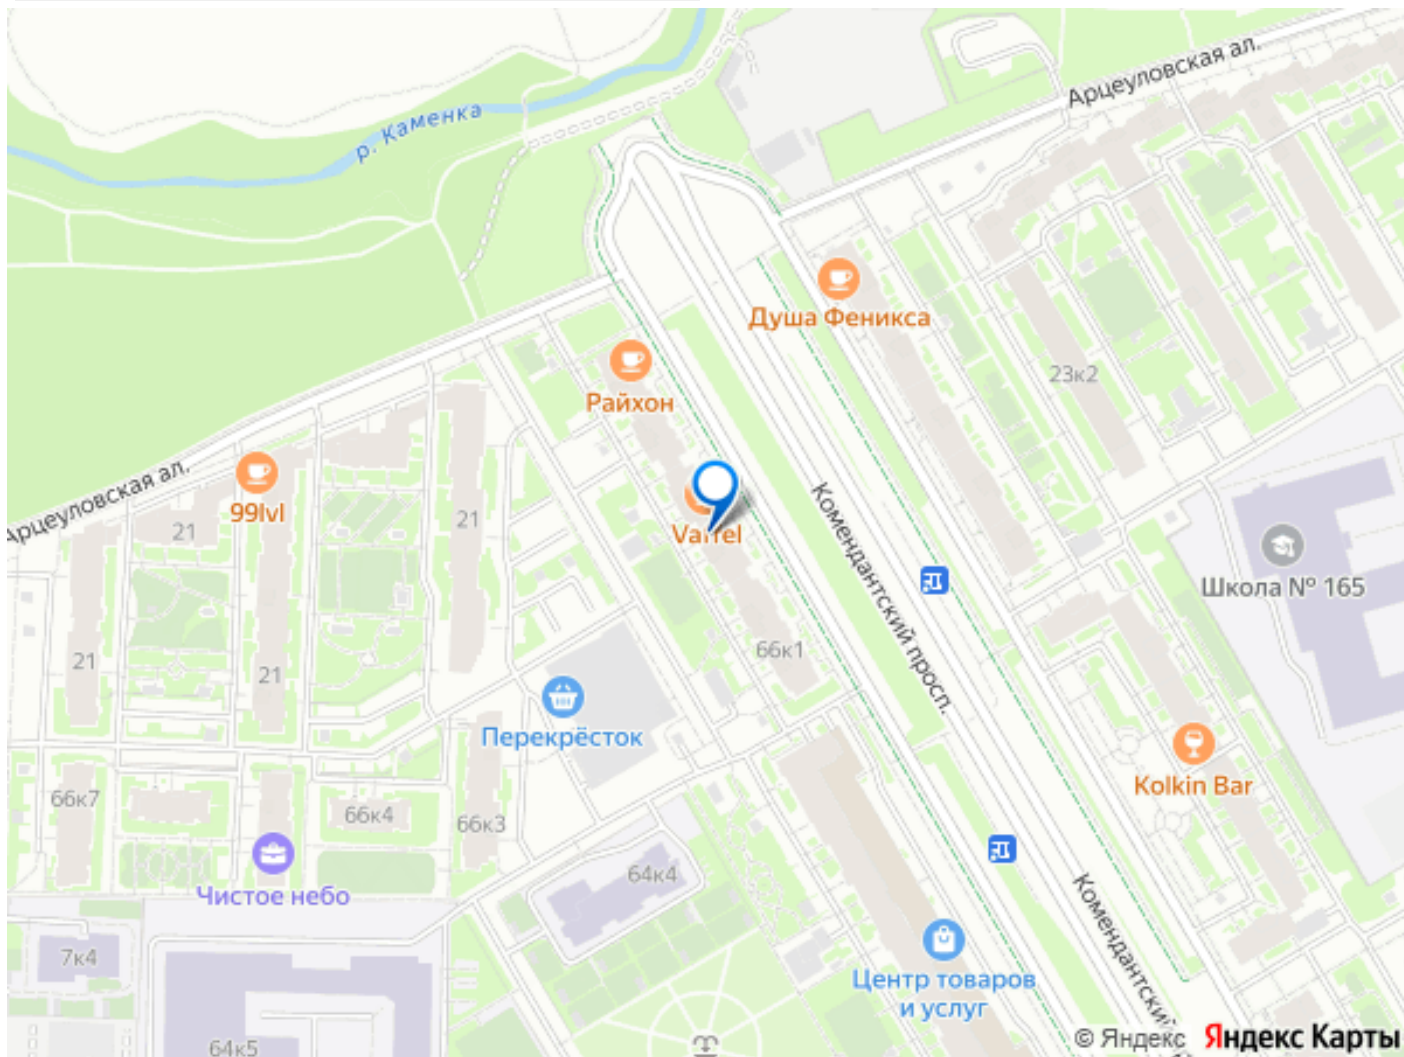 Арцеуловская ал.
р. Каменка
Душа Феникса
23к2
Райхон
Арцеуловская ал.
99lvl
21
21
Комендантский просп.
Школа № 165
21
21
66к1
Перекрёсток
Kolkin Bar
66к7
66к4
66к3
Чистое небо
64к4
Комендантский
7к4
Центр товаров
и услуг
64к5
© Яндекс Яндекс Карты